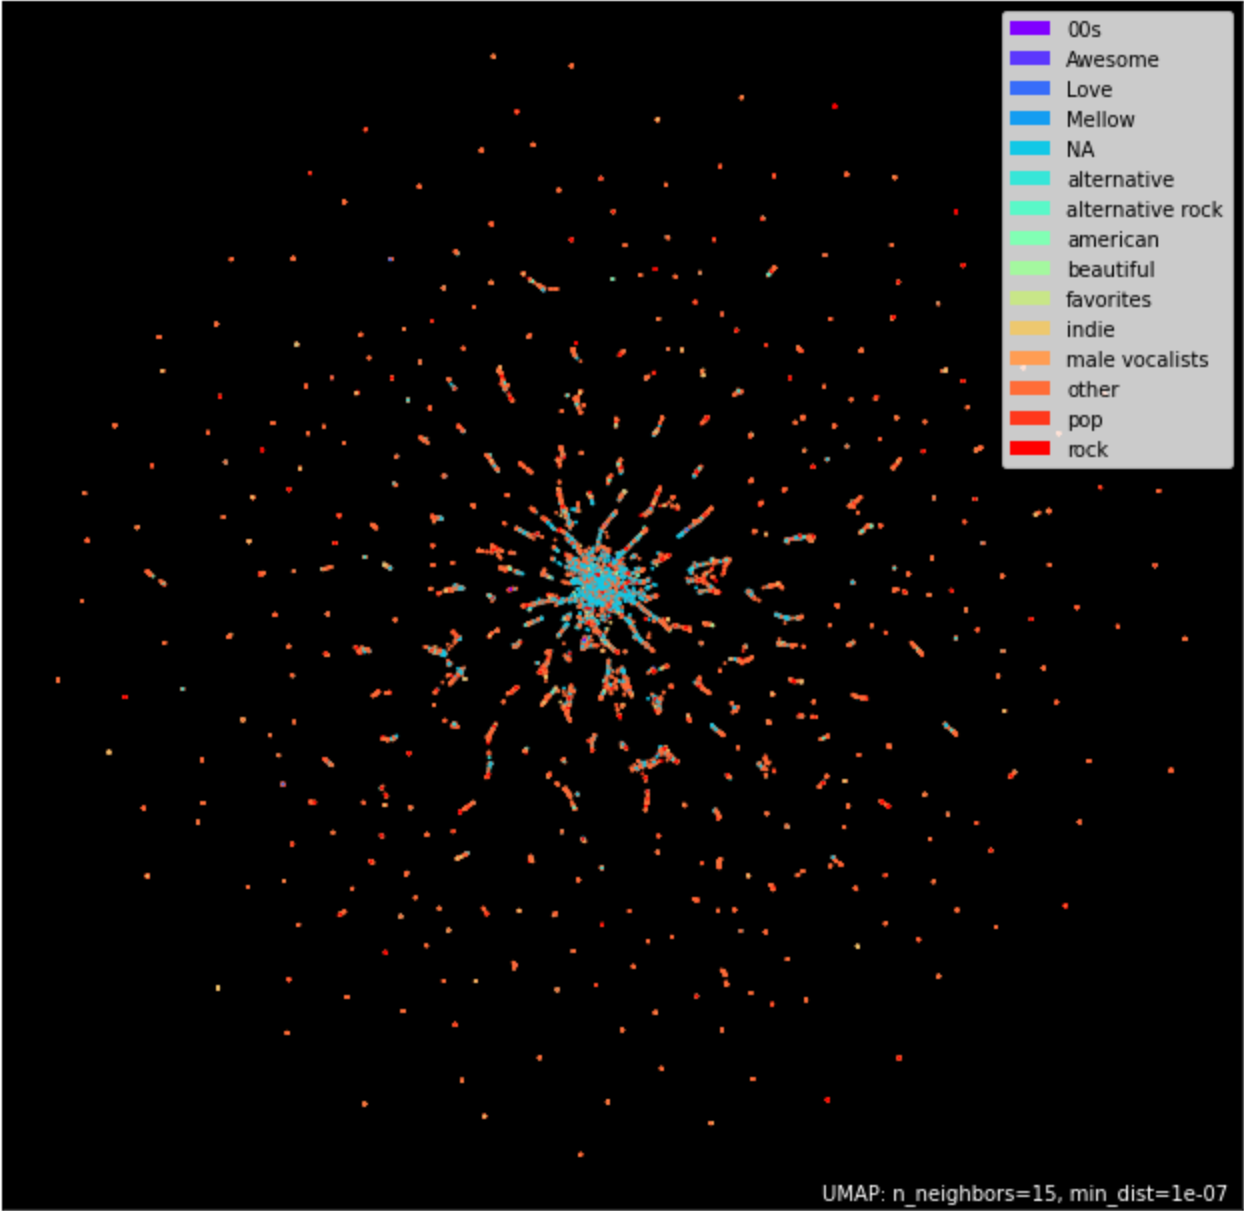 00s
Awesome
Love
Mellow
NA
alternative
alternative rock
american
beautiful
favorites
indie
male vocalists
other
pop
rock
UMAP: n_neighbors=15, min_dist=1e-07